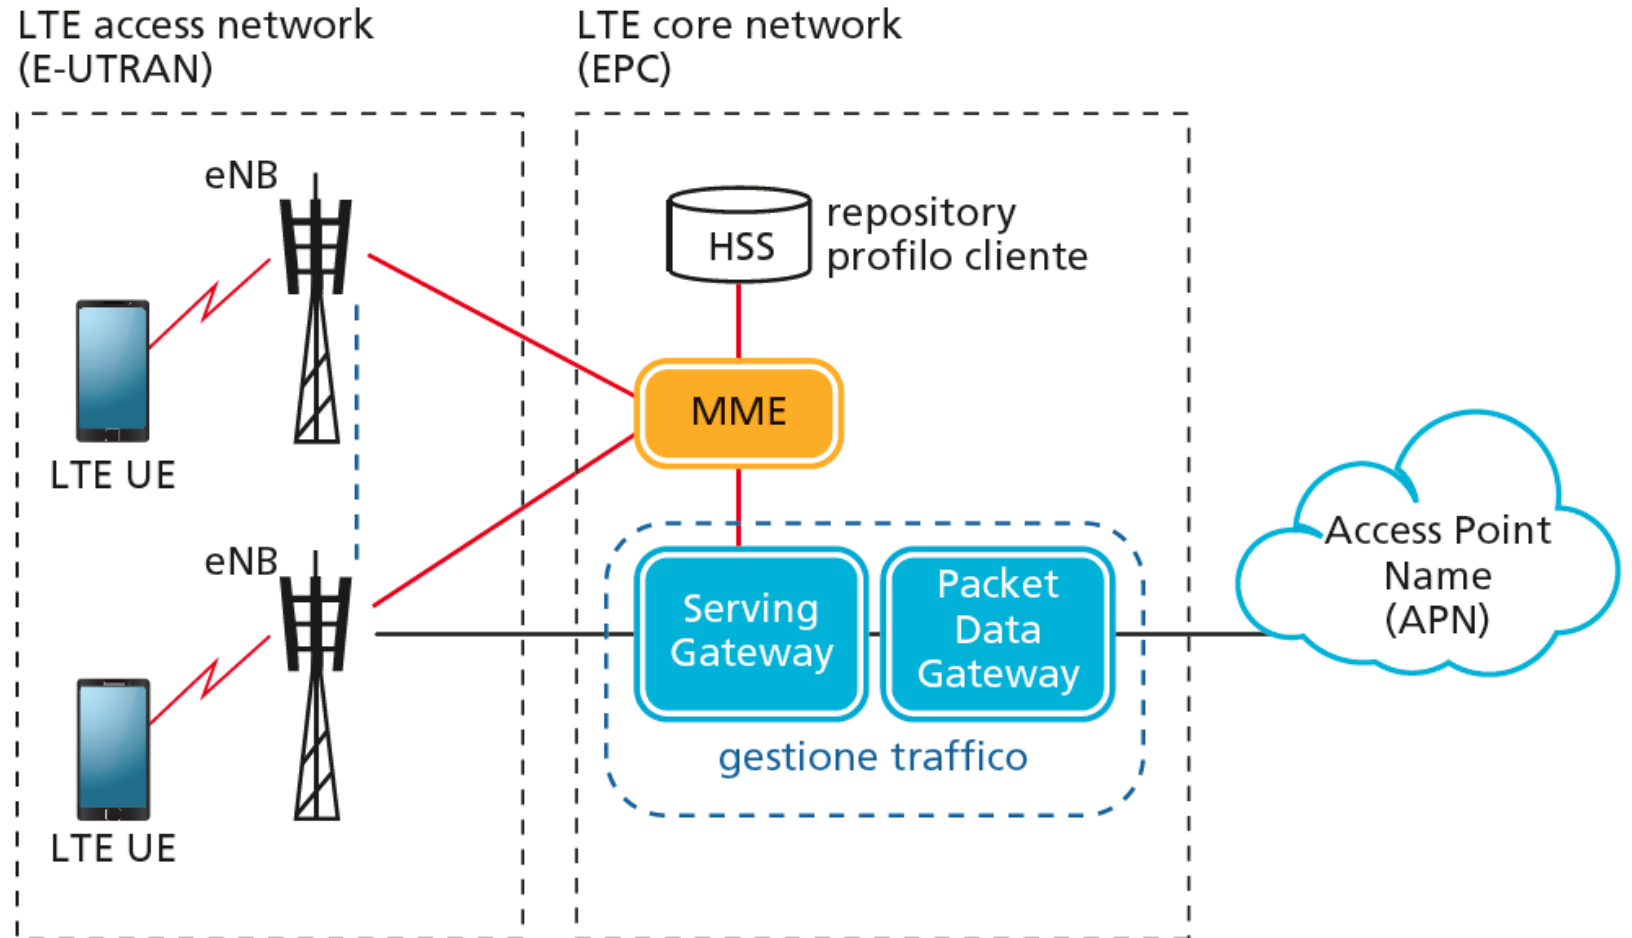 LTE access network
(E-UTRAN)
LTE core network
(EPC)
eNB
LTE UE
eNB
LTE UE
HSS
repository
profilo cliente
MME
Serving
Gateway
Packet
Data
Gateway
gestione traffico
Access Point
Name
(APN)